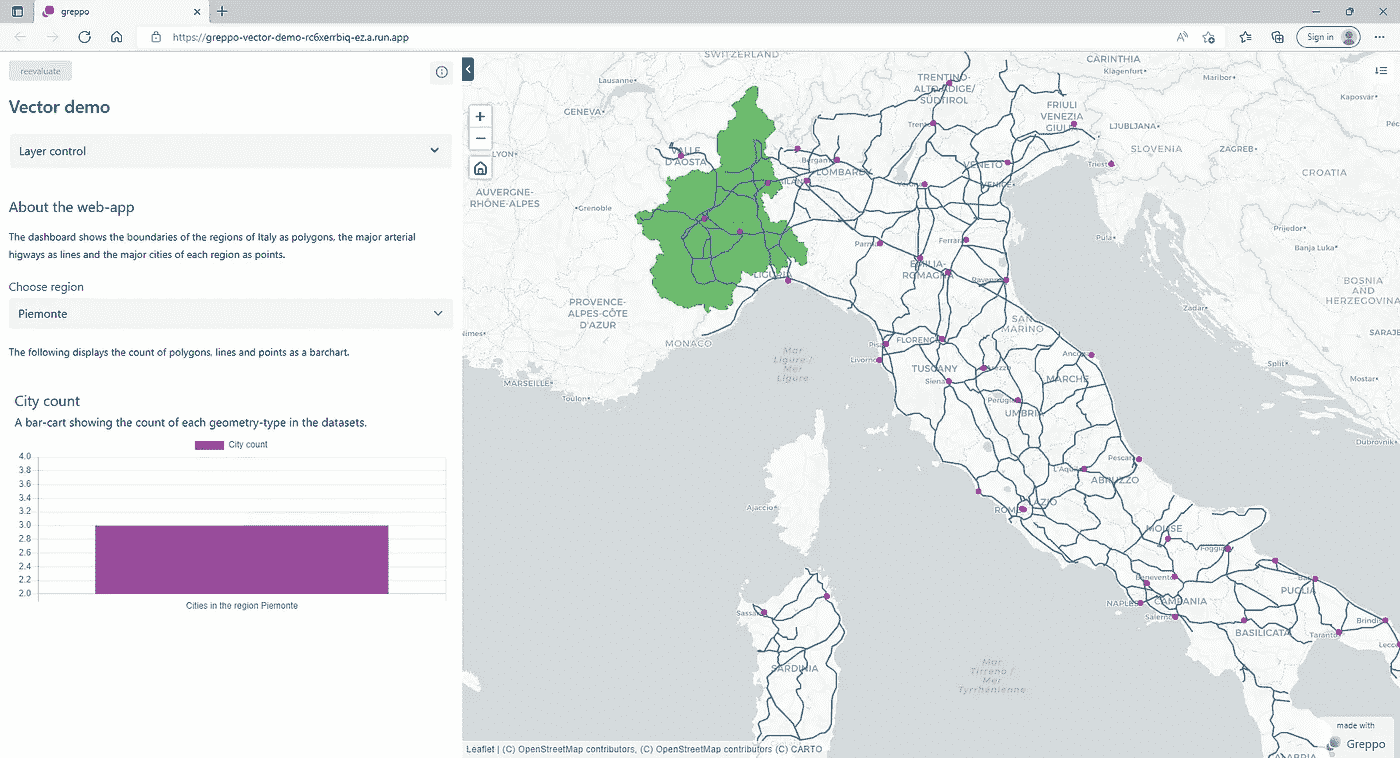 greppo
https://greppo-vector-demo-rc6xerrbiq-ez.a.run.app
Sign in
reevaluate
Vector demo
Layer control
About the web-app
The dashboard shows the boundaries of the regions of Italy as polygons, the major arterial
higways as lines and the major cities of each region as points.
Choose region
Piemonte
The following displays the count of polygons, lines and points as a barchart.
City count
A bar-cart showing the count of each geometry-type in the datasets.
City count
4.0
3.8
3.6
3.4
3.2
3.0
2.8
2.6
2.4
2.2
2.0
Cities in the region Piemonte
+
−
SWITZERLAND
CARINTHIA
Lausanne
TRENTINO-
ALTO ADIGE/
SÜDTIROL
Klagenfurt
Maribor
Kaposvár
GENEVA
FRIULI
VENEZIA
GIULIA
LJUBLJANA
LYON
VALLE
D'AOSTA
Bergamo
LOMBARDY
VENETO
Trieste
SLOVENIA
ZAGREB
CROATIA
AUVERGNE-
RHÔNE-ALPES
VENICE
Grenoble
Parma
Ferrara
Pula
Prijedor
Banja Luka
EMILIA-
ROMAGNA
LIGURIA
Ravenna
BOSNIA
AND
HERZEGOVINA
PROVENCE-
ALPES-CÔTE
D'AZUR
Zadar
SAN
MARINO
MONACO
Mar
Ligure /
Mer
Ligure
Pisa
FLORENCE
Livorno
Ancona
Split
TUSCANY
Arezzo
MARCHE
Siena
MARSEILLE
Toulon
Perugia
UMBRIA
Mostar
Dubrovnik
Pescara
L'Aquila
ABRUZZO
Ajaccio
ROME
LAZIO
MOLISE
Foggia
Benevento
Bari
PUGLIA
NAPLES
CAMPANIA
Salerno
Sassari
BASILICATA
Taranto
Brindisi
Lecce
SARDINIA
Mar
Tirreno /
Mer
Tyrrhénienne
CALABRIA
made with
Greppo
Leaflet | (C) OpenStreetMap contributors, (C) OpenStreetMap contributors (C) CARTO